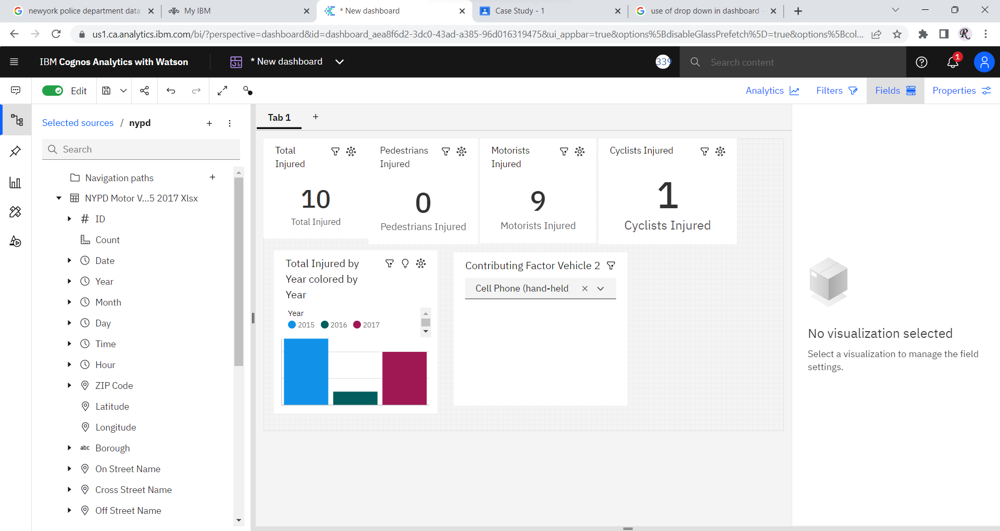 newyork police department data
My IBM
* New dashboard
Case Study - 1
use of drop down in dashboard -
us1.ca.analytics.ibm.com/bi/?perspective=dashboard&id=dashboard_aea8f6d2-3dc0-43ad-a385-96d016319475&ui_appbar=true&options%5BdisableGlassPrefetch%5D=true&options%5Bcol...
IBM Cognos Analytics with Watson
* New dashboard
339
Search content
1
Edit
Analytics
Filters
Fields
Properties
Selected sources / nypd
Search
Navigation paths
NYPD Motor V...5 2017 Xlsx
ID
Count
Date
Year
Month
Day
Time
Hour
ZIP Code
Latitude
Longitude
abc Borough
On Street Name
Cross Street Name
Off Street Name
Tab 1
Total
Injured
10
Total Injured
Pedestrians
Injured
0
Pedestrians Injured
Motorists
Injured
9
Motorists Injured
Cyclists Injured
1
Cyclists Injured
Total Injured by
Year colored by
Year
Year
2015 2016 2017
Contributing Factor Vehicle 2
Cell Phone (hand-held)
No visualization selected
Select a visualization to manage the field
settings.